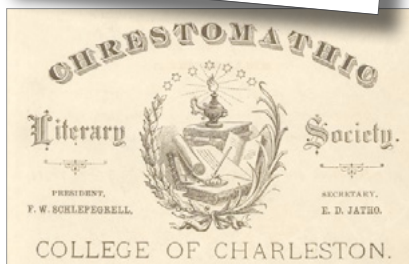 CHRESTOMATHIC
Literary Society.
PRESIDENT,
F. W. SCHLEPEGRELL,
SECRETARY,
E. D. JATHO.
COLLEGE OF CHARLESTON.